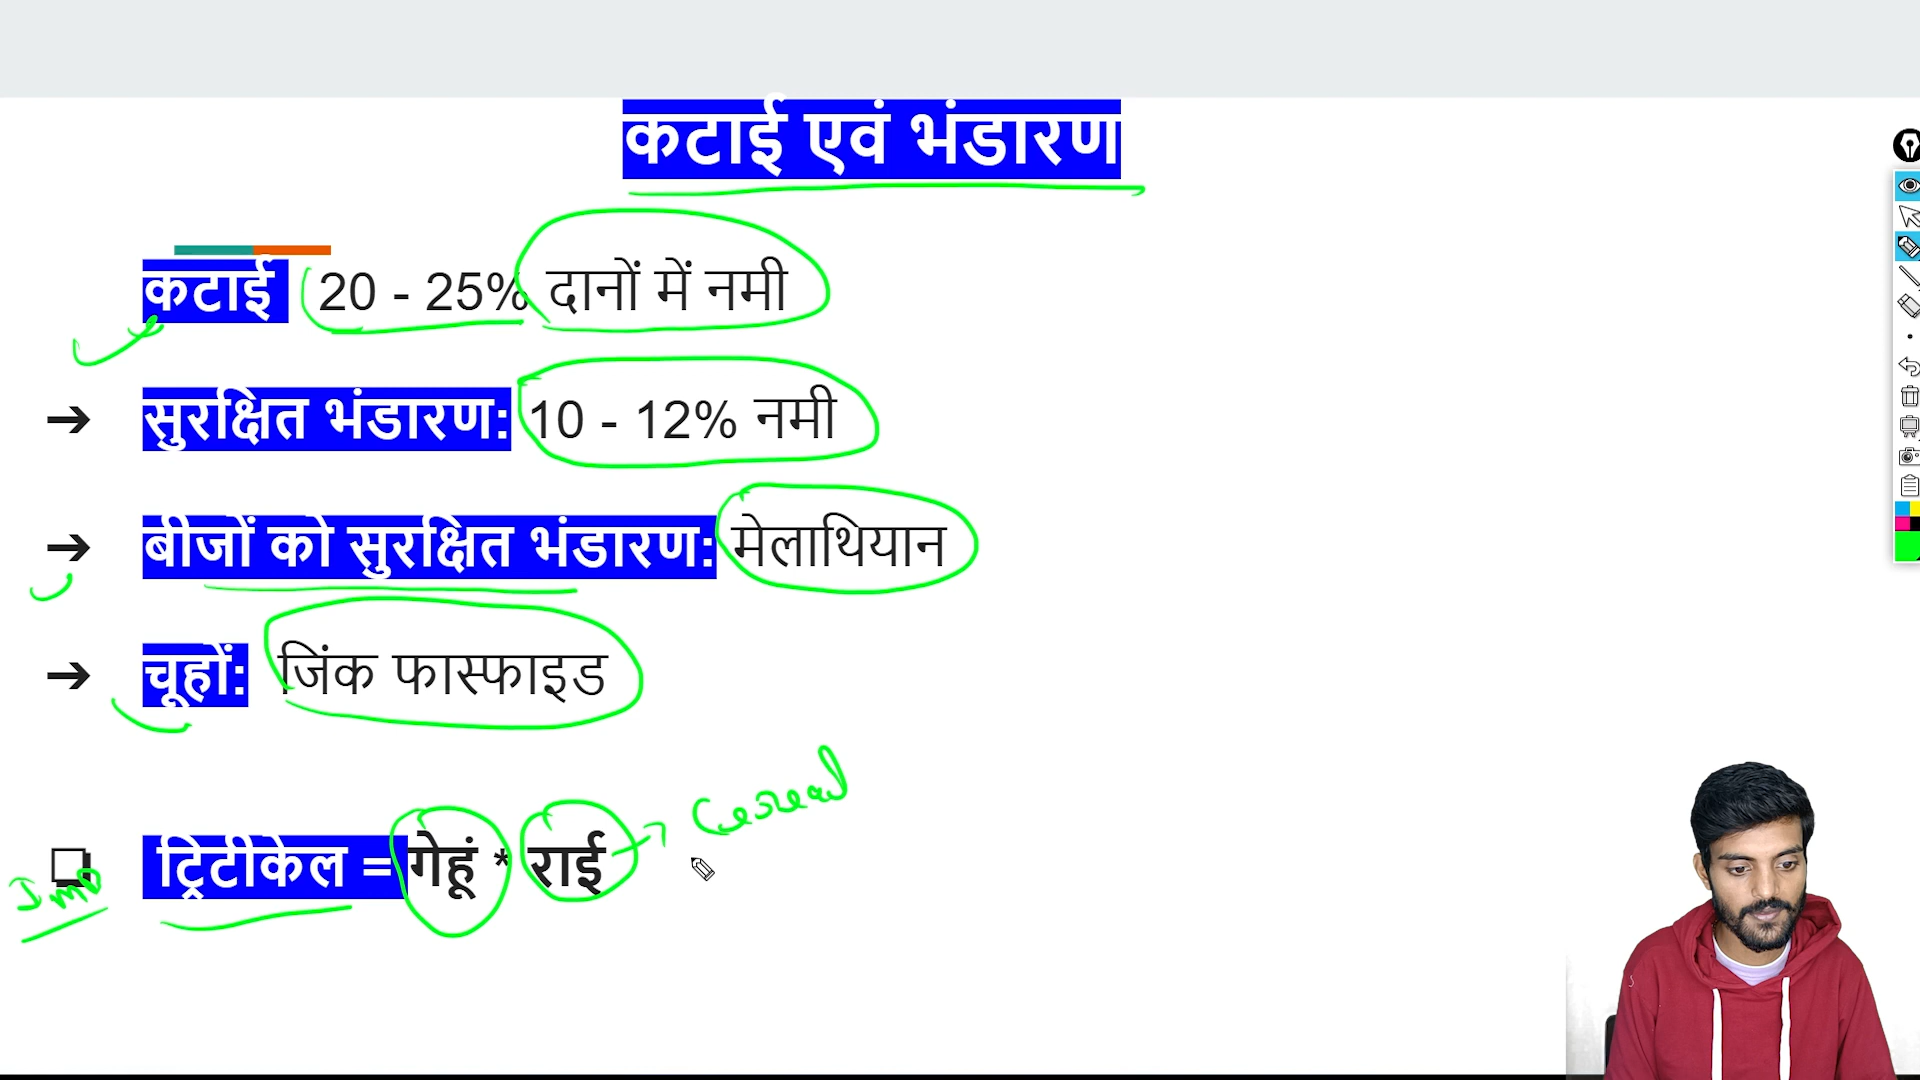 कटाई एवं भंडारण
कटाई 20 - 25% दानों में नमी
➔ सुरक्षित भंडारण: 10 - 12% नमी
➔ बीजों को सुरक्षित भंडारण: मेलाथियान
➔ चूहों: जिंक फास्फाइड
Cereal
❏ ट्रिटीकेल = गेहूं * राई
Imp